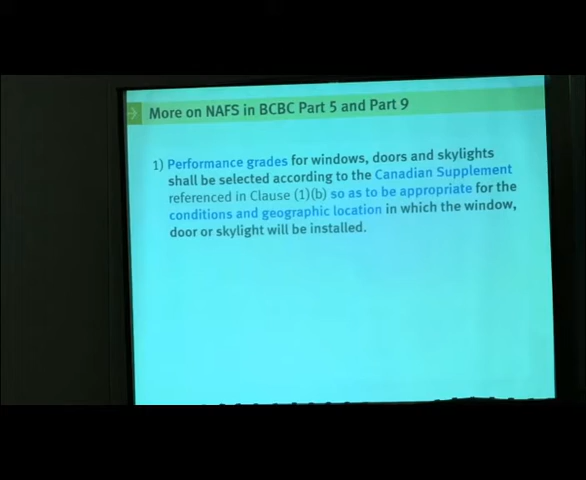 More on NAFS in BCBC Part 5 and Part 9
1) Performance grades for windows, doors and skylights
shall be selected according to the Canadian Supplement
referenced in Clause (1)(b) so as to be appropriate for the
conditions and geographic location in which the window,
door or skylight will be installed.